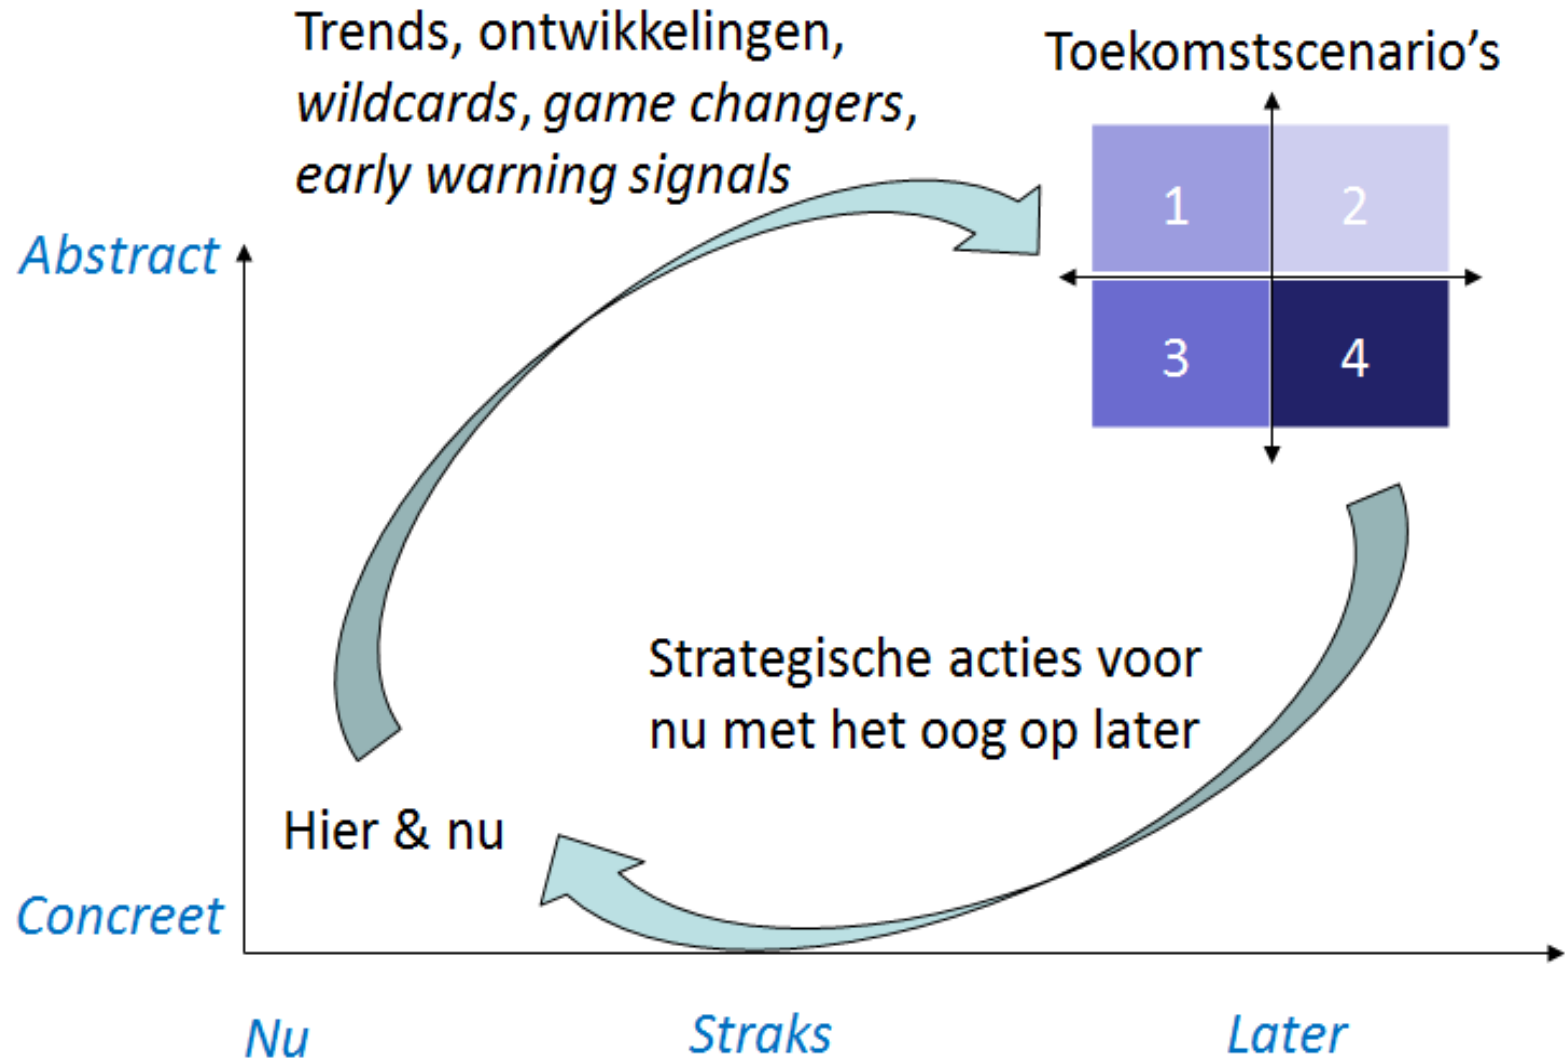 Trends, ontwikkelingen,
wildcards, game changers,
early warning signals
Toekomstscenario’s
1
2
3
4
Abstract
Strategische acties voor
nu met het oog op later
Hier & nu
Concreet
Nu
Straks
Later